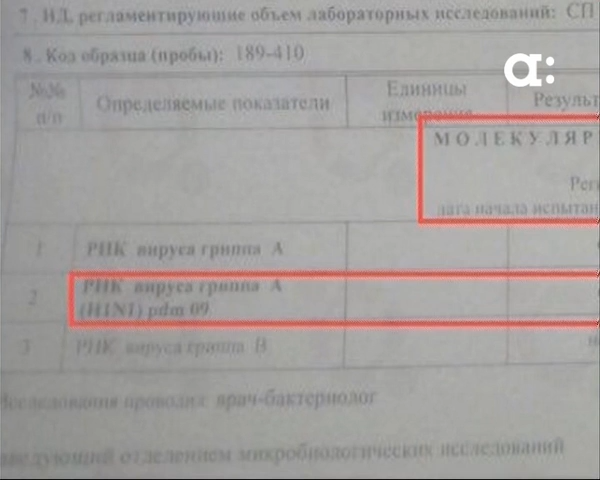 7. НД, регламентирующие объем лабораторных исследований: СП
8. Код образца (пробы): 189-410
α:
№№ п/п
Определяемые показатели
Единицы измерения
Результ
МОЛЕКУЛЯР
Рег
дата начала испытан
1 РНК вируса гриппа А
2 РНК вируса гриппа А
(H1N1) pdm 09
3 РНК вируса гриппа В
Исследования проводил врач-бактериолог
аведующий отделением микробиологических исследований